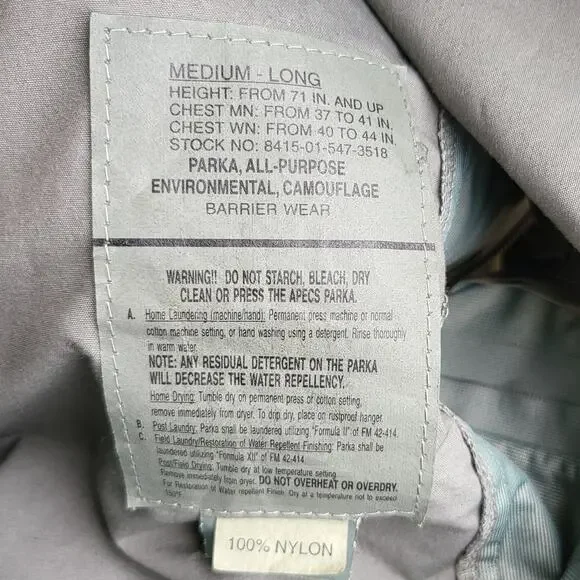 MEDIUM - LONG
HEIGHT: FROM 71 IN. AND UP
CHEST MN: FROM 37 TO 41 IN.
CHEST WN: FROM 40 TO 44 IN.
STOCK NO: 8415-01-547-3518
PARKA, ALL-PURPOSE
ENVIRONMENTAL, CAMOUFLAGE
BARRIER WEAR
WARNING!! DO NOT STARCH, BLEACH, DRY
CLEAN OR PRESS THE APECS PARKA.
A. Home Laundering (machine/hand): Permanent press machine or normal
cotton machine setting, or hand washing using a detergent. Rinse thoroughly
in warm water.
NOTE: ANY RESIDUAL DETERGENT ON THE PARKA
WILL DECREASE THE WATER REPELLENCY.
Home Drying: Tumble dry on permanent press or cotton setting,
remove immediately from dryer. To drip dry, place on rustproof hanger.
B. Post Laundry: Parka shall be laundered utilizing "Formula II" of FM 42-414.
C. Field Laundry/Restoration of Water Repellent Finishing: Parka shall be
laundered utilizing "Formula XII" of FM 42-414.
Post/Field Drying: Tumble dry at low temperature setting.
Remove immediately from dryer. DO NOT OVERHEAT OR OVERDRY.
For Restoration of Water repellent Finish. Dry at a temperature not to exceed
100% NYLON